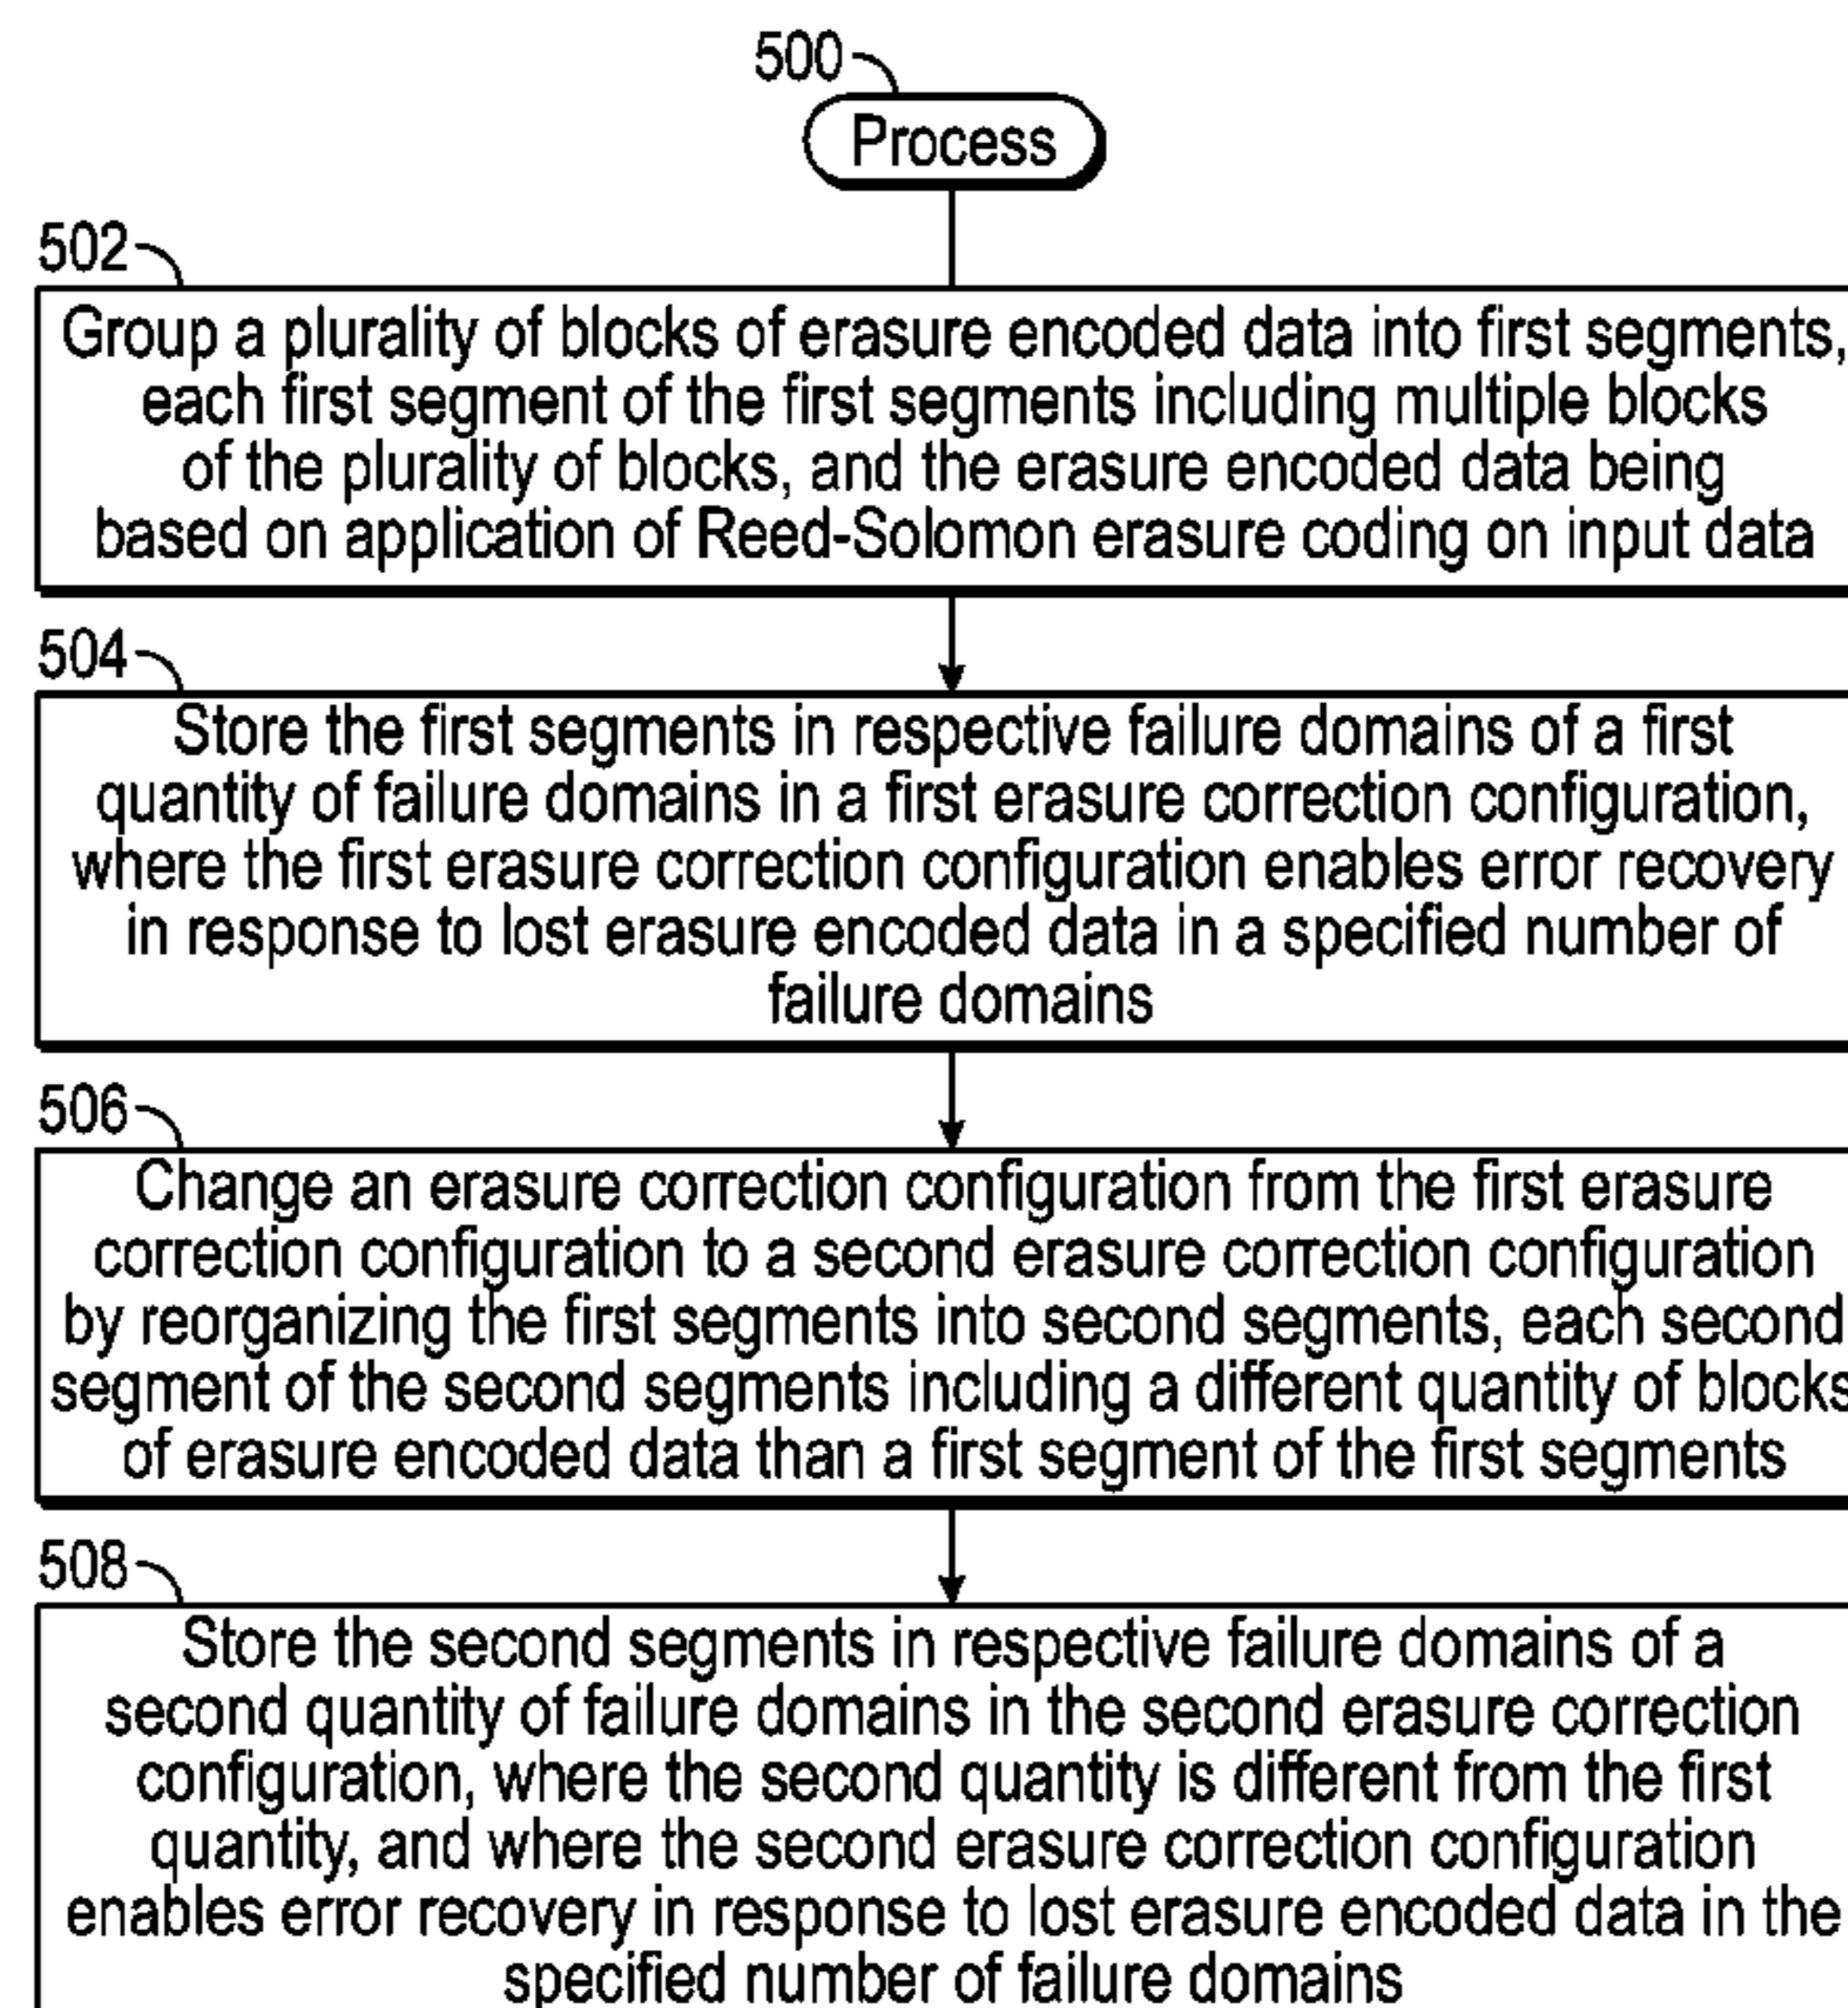 500
Process
502
Group a plurality of blocks of erasure encoded data into first segments,
each first segment of the first segments including multiple blocks
of the plurality of blocks, and the erasure encoded data being
based on application of Reed-Solomon erasure coding on input data
504
Store the first segments in respective failure domains of a first
quantity of failure domains in a first erasure correction configuration,
where the first erasure correction configuration enables error recovery
in response to lost erasure encoded data in a specified number of
failure domains
506
Change an erasure correction configuration from the first erasure
correction configuration to a second erasure correction configuration
by reorganizing the first segments into second segments, each second
segment of the second segments including a different quantity of blocks
of erasure encoded data than a first segment of the first segments
508
Store the second segments in respective failure domains of a
second quantity of failure domains in the second erasure correction
configuration, where the second quantity is different from the first
quantity, and where the second erasure correction configuration
enables error recovery in response to lost erasure encoded data in the
specified number of failure domains